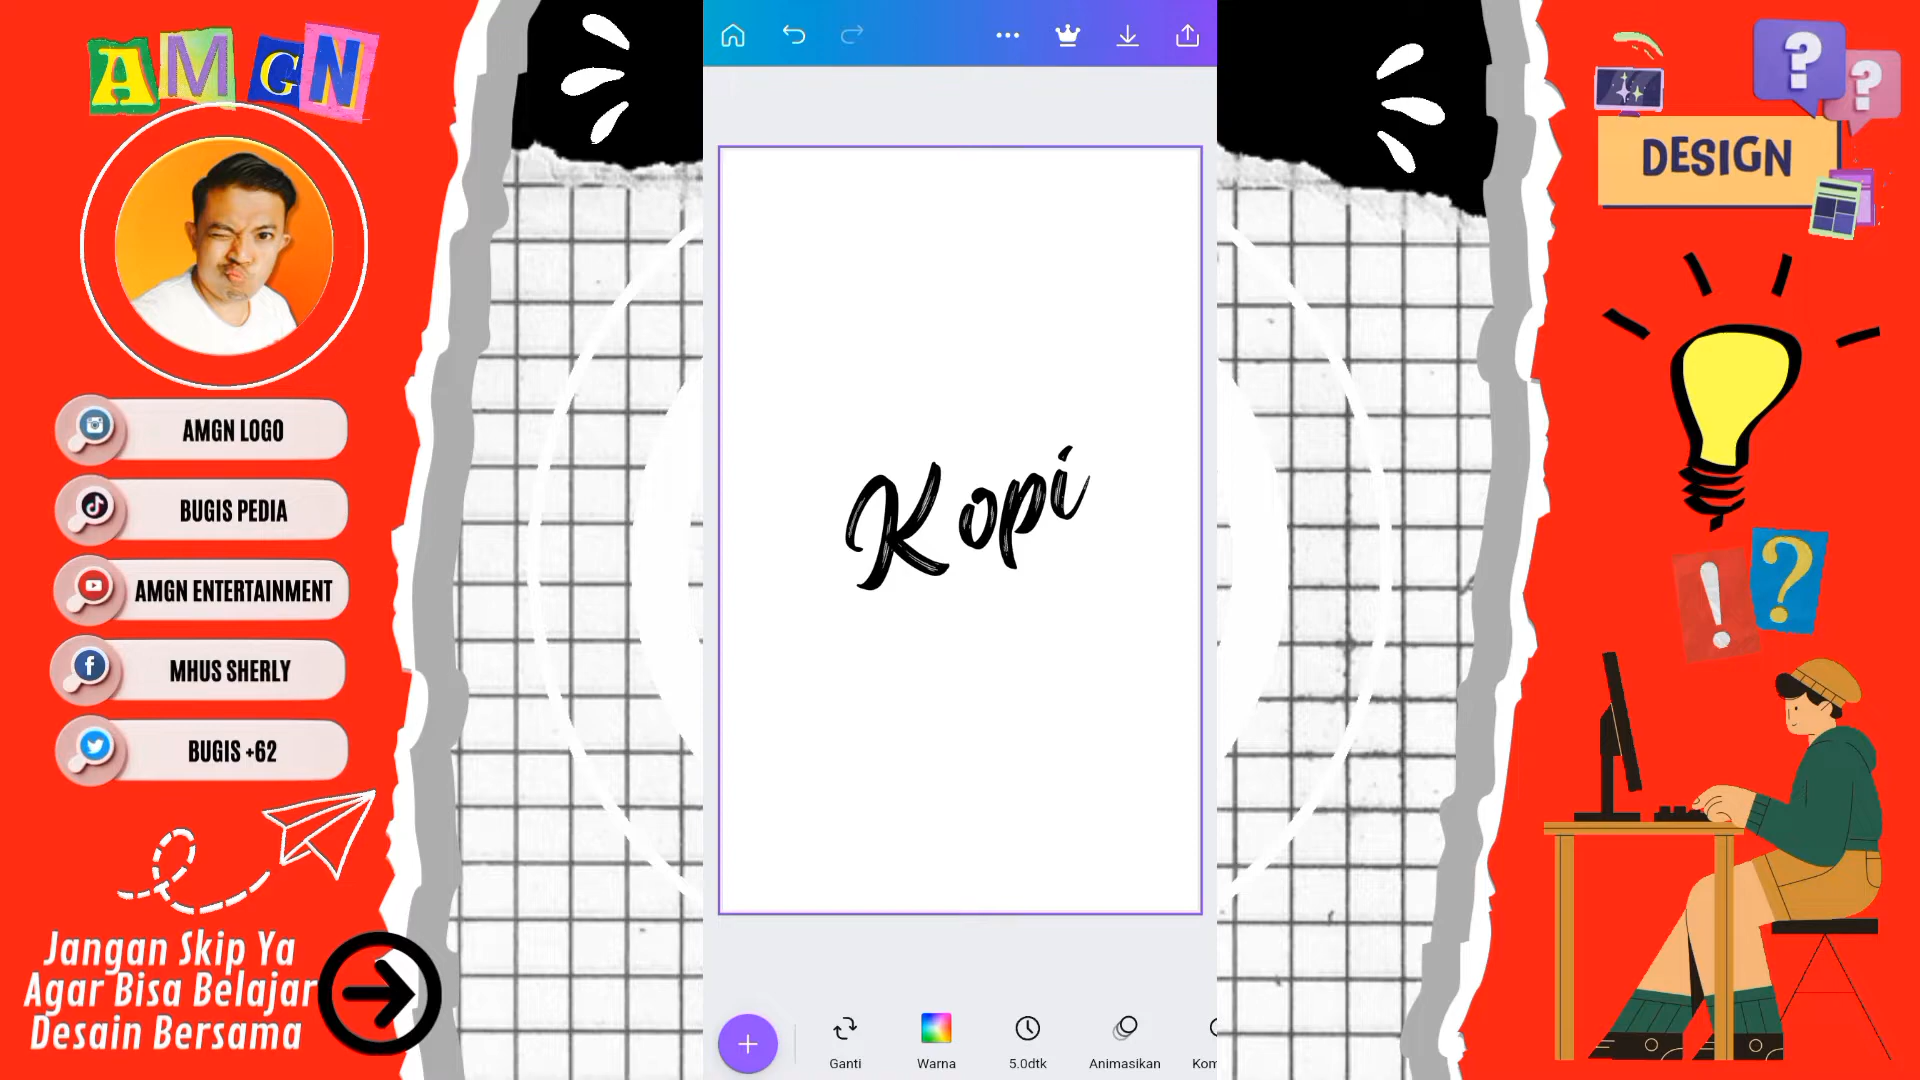 AMGN
AMGN LOGO
BUGIS PEDIA
AMGN ENTERTAINMENT
MHUS SHERLY
BUGIS +62
Jangan Skip Ya
Agar Bisa Belajar
Desain Bersama
Kopi
Ganti
Warna
5.0dtk
Animasikan
Kom
? ?
DESIGN
! ?